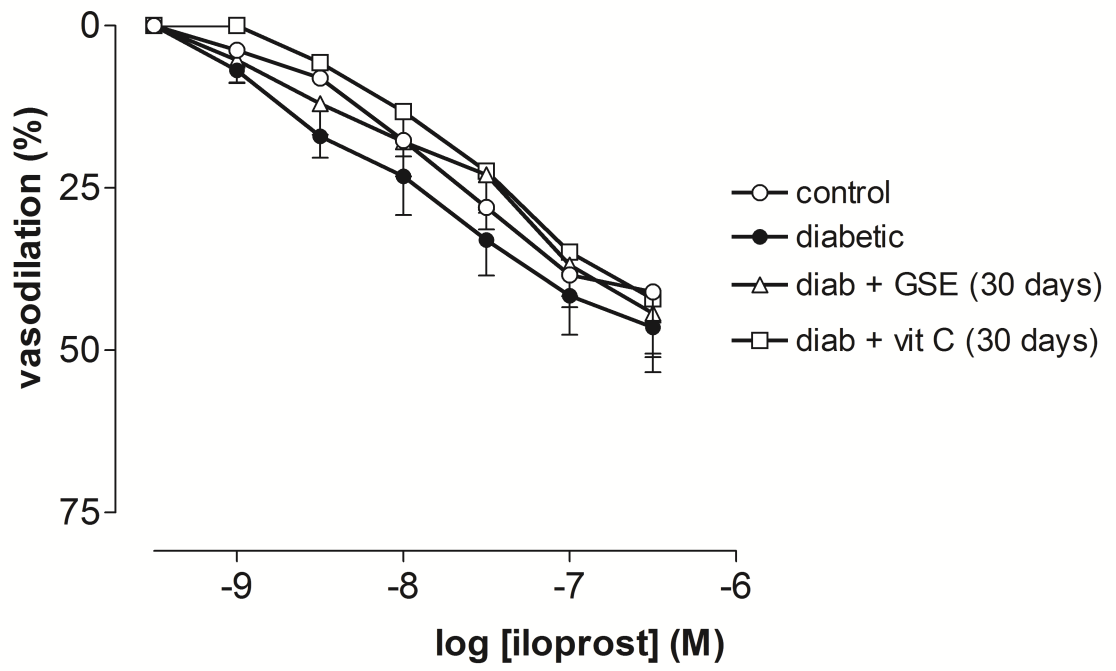 0
25
50
75
vasodilation (%)
-9
-8
-7
-6
log [iloprost] (M)
control
diabetic
diab + GSE (30 days)
diab + vit C (30 days)